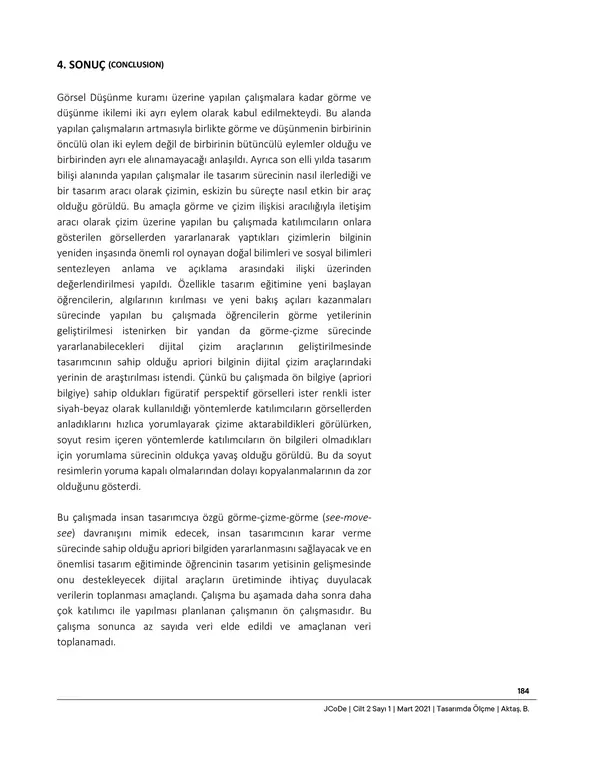 4. SONUÇ (CONCLUSION)
Görsel Düşünme kuramı üzerine yapılan çalışmalara kadar görme ve
düşünme ikilemi iki ayrı eylem olarak kabul edilmekteydi. Bu alanda
yapılan çalışmaların artmasıyla birlikte görme ve düşünmenin birbirinin
öncülü olan iki eylem değil de birbirinin bütüncülü eylemler olduğu ve
birbirinden ayrı ele alınamayacağı anlaşıldı. Ayrıca son elli yılda tasarım
bilişi alanında yapılan çalışmalar ile tasarım sürecinin nasıl ilerlediği ve
bir tasarım aracı olarak çizimin, eskizin bu süreçte nasıl etkin bir araç
olduğu görüldü. Bu amaçla görme ve çizim ilişkisi aracılığıyla iletişim
aracı olarak çizim üzerine yapılan bu çalışmada katılımcıların onlara
gösterilen görsellerden yararlanarak yaptıkları çizimlerin bilginin
yeniden inşasında önemli rol oynayan doğal bilimleri ve sosyal bilimleri
sentezleyen anlama ve açıklama arasındaki ilişki üzerinden
değerlendirilmesi yapıldı. Özellikle tasarım eğitimine yeni başlayan
öğrencilerin, algılarının kırılması ve yeni bakış açıları kazanmaları
sürecinde yapılan bu çalışmada öğrencilerin görme yetilerinin
geliştirilmesi istenirken bir yandan da görme-çizme sürecinde
yararlanabilecekleri dijital çizim araçlarının geliştirilmesinde
tasarımcının sahip olduğu apriori bilginin dijital çizim araçlarındaki
yerinin de araştırılması istendi. Çünkü bu çalışmada ön bilgiye (apriori
bilgiye) sahip oldukları figüratif perspektif görselleri ister renkli ister
siyah-beyaz olarak kullanıldığı yöntemlerde katılımcıların görsellerden
anladıklarını hızlıca yorumlayarak çizime aktarabildikleri görülürken,
soyut resim içeren yöntemlerde katılımcıların ön bilgileri olmadıkları
için yorumlama sürecinin oldukça yavaş olduğu görüldü. Bu da soyut
resimlerin yoruma kapalı olmalarından dolayı kopyalanmalarının da zor
olduğunu gösterdi.
Bu çalışmada insan tasarımcıya özgü görme-çizme-görme (see-move-
see) davranışını mimik edecek, insan tasarımcının karar verme
sürecinde sahip olduğu apriori bilgiden yararlanmasını sağlayacak ve en
önemlisi tasarım eğitiminde öğrencinin tasarım yetisinin gelişmesinde
onu destekleyecek dijital araçların üretiminde ihtiyaç duyulacak
verilerin toplanması amaçlandı. Çalışma bu aşamada daha sonra daha
çok katılımcı ile yapılması planlanan çalışmanın ön çalışmasıdır. Bu
çalışma sonunca az sayıda veri elde edildi ve amaçlanan veri
toplanamadı.
184
JCoDe | Cilt 2 Sayı 1 | Mart 2021 | Tasarımda Ölçme | Aktaş, B.